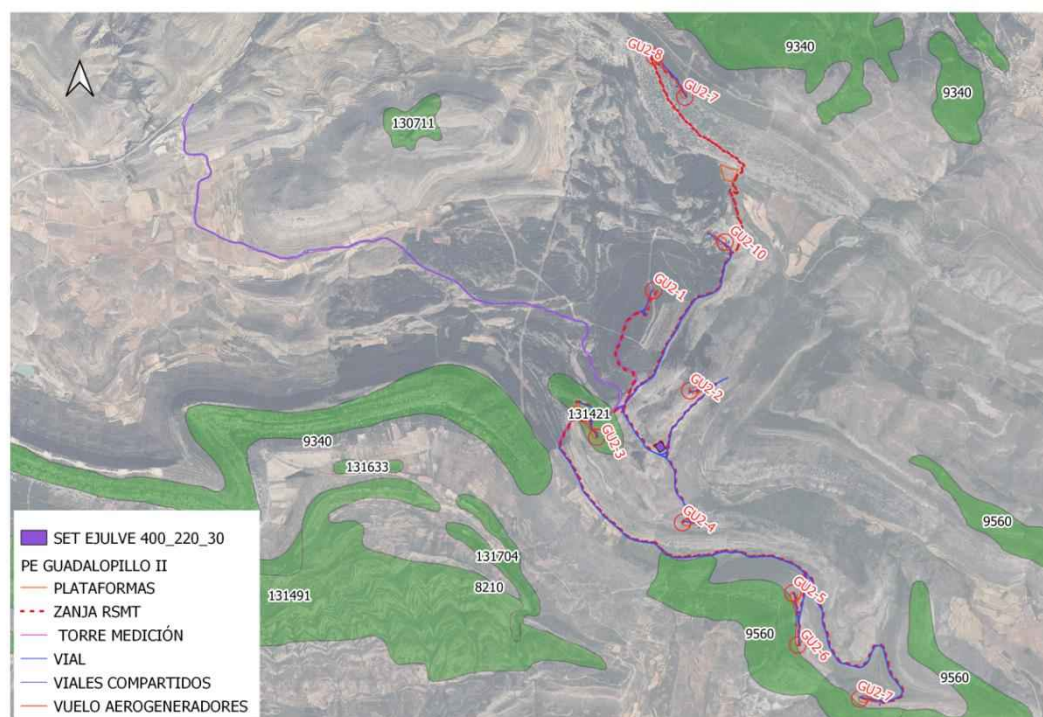 9340
GU2-8
GU2-7
9340
130711
GU2-10
GU2-1
GU2-2
131421
GU2-3
9340
131633
GU2-4
9560
131704
8210
131491
GU2-5
9560
GU2-6
9560
GU2-7
SET EJULVE 400_220_30
PE GUADALOPILLO II
PLATAFORMAS
ZANJA RSMT
TORRE MEDICIÓN
VIAL
VIALES COMPARTIDOS
VUELO AEROGENERADORES